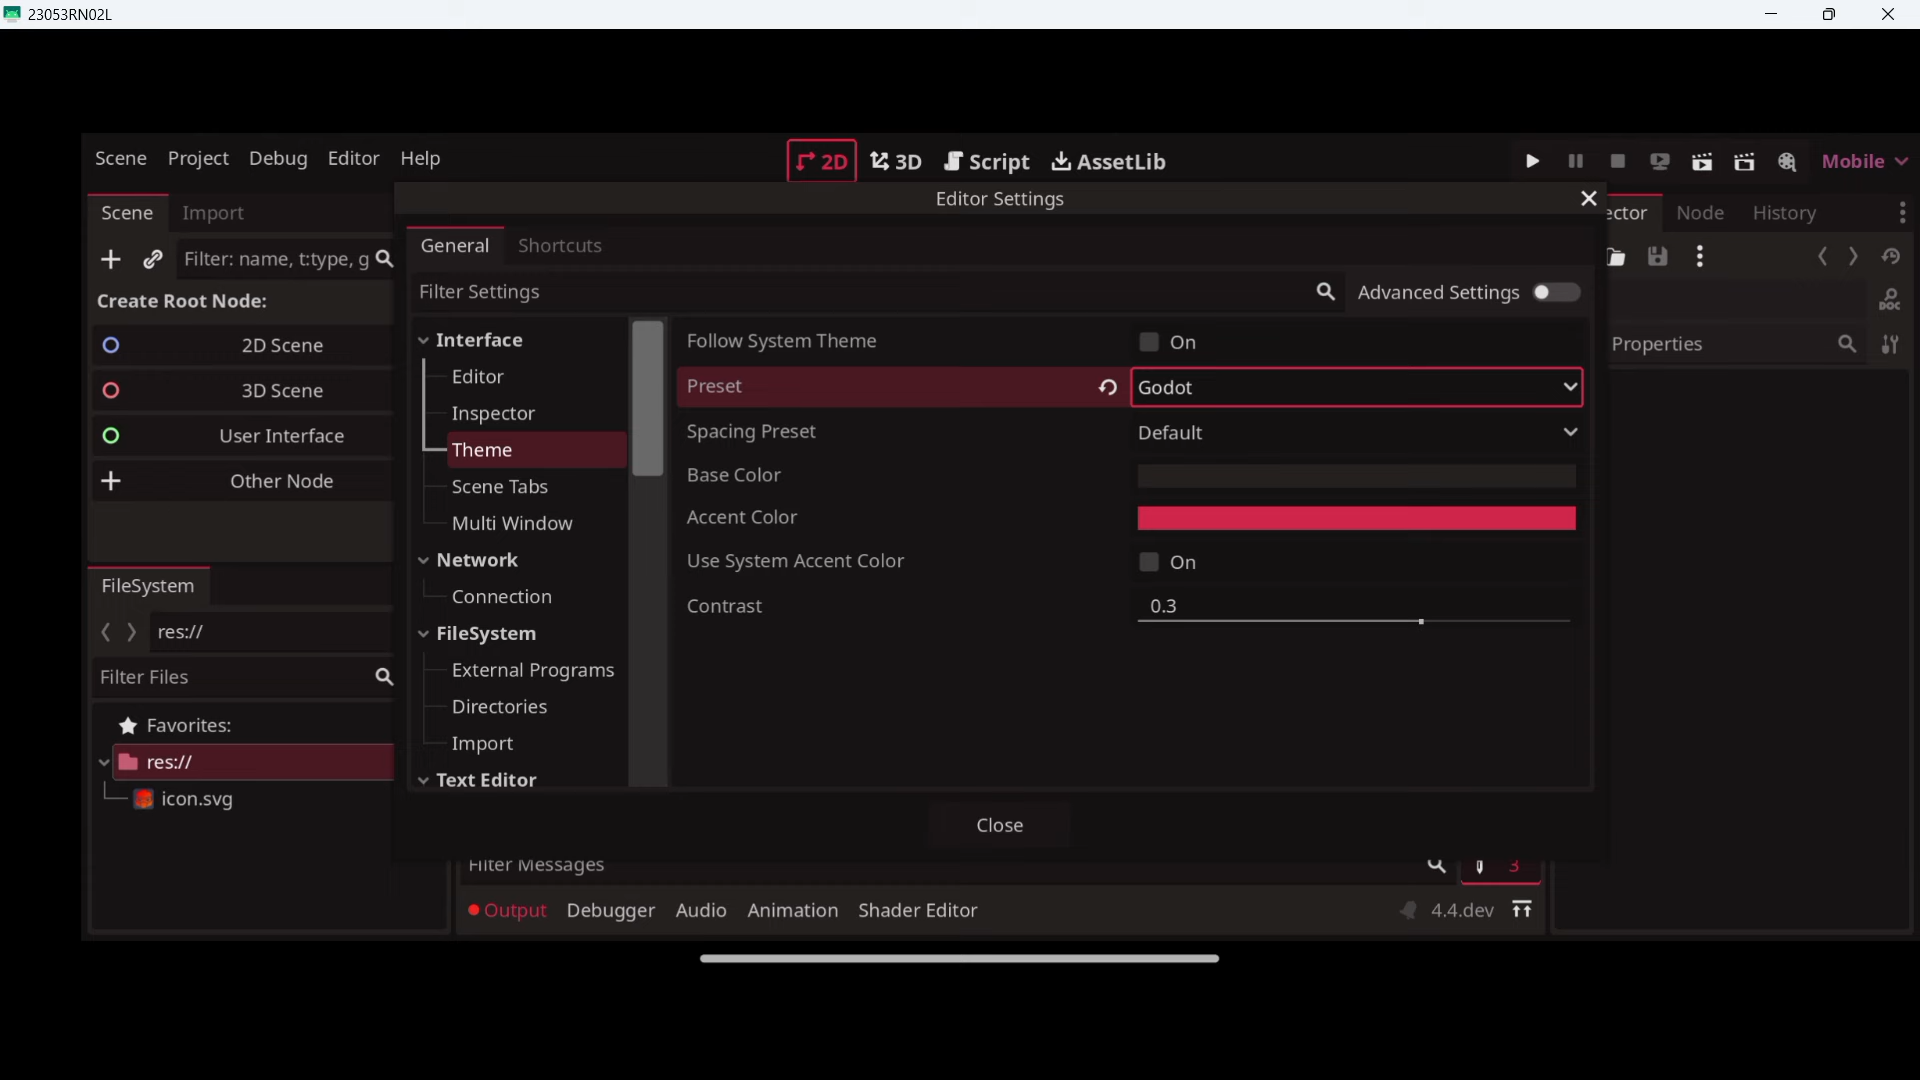 23053RN02L
Scene Project Debug Editor Help
2D 3D Script AssetLib
Mobile
Scene Import
Editor Settings
ector Node History
General Shortcuts
Filter: name, t:type, g
Filter Settings
Advanced Settings
DOC
Create Root Node:
2D Scene
3D Scene
User Interface
Other Node
Interface
Editor
Inspector
Theme
Scene Tabs
Multi Window
Network
Connection
FileSystem
External Programs
Directories
Import
Text Editor
Follow System Theme On
Preset Godot
Spacing Preset Default
Base Color
Accent Color
Use System Accent Color On
Contrast 0.3
Properties
FileSystem
res://
Filter Files
Favorites:
res://
icon.svg
Close
Filter Messages
3
Output Debugger Audio Animation Shader Editor
4.4.dev